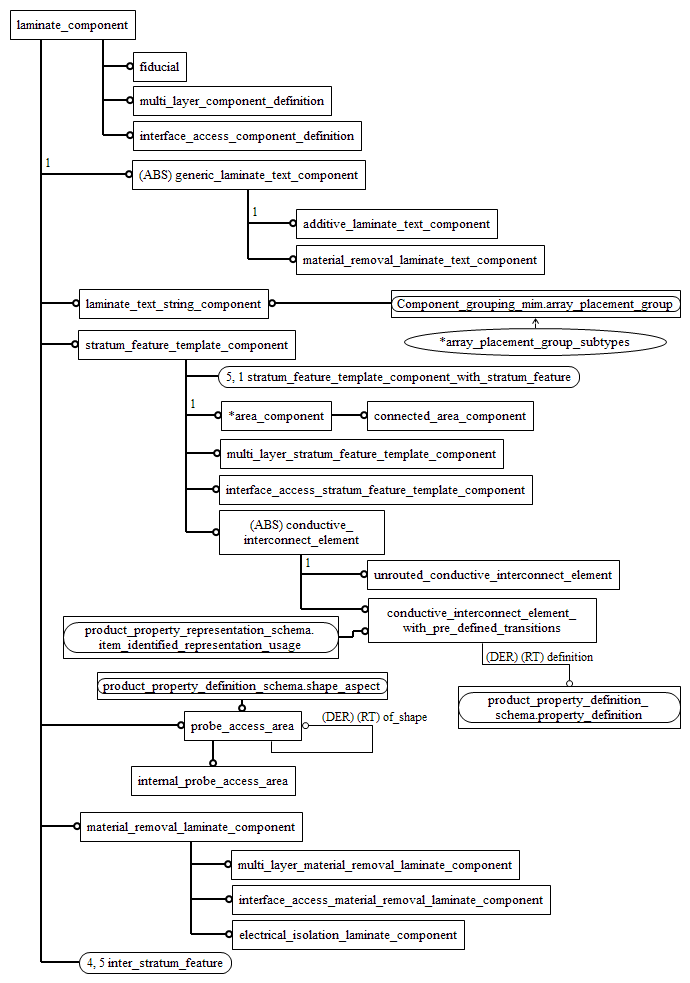 laminate_component
fiducial
multi_layer_component_definition
interface_access_component_definition
1
(ABS) generic_laminate_text_component
1
additive_laminate_text_component
material_removal_laminate_text_component
laminate_text_string_component
Component_grouping_mim.array_placement_group
*array_placement_group_subtypes
stratum_feature_template_component
5, 1 stratum_feature_template_component_with_stratum_feature
1
*area_component
connected_area_component
multi_layer_stratum_feature_template_component
interface_access_stratum_feature_template_component
(ABS) conductive_
interconnect_element
1
unrouted_conductive_interconnect_element
conductive_interconnect_element_
with_pre_defined_transitions
product_property_representation_schema.
item_identified_representation_usage
(DER) (RT) definition
product_property_definition_schema.shape_aspect
product_property_definition_
schema.property_definition
(DER) (RT) of_shape
probe_access_area
internal_probe_access_area
material_removal_laminate_component
multi_layer_material_removal_laminate_component
interface_access_material_removal_laminate_component
electrical_isolation_laminate_component
4, 5 inter_stratum_feature